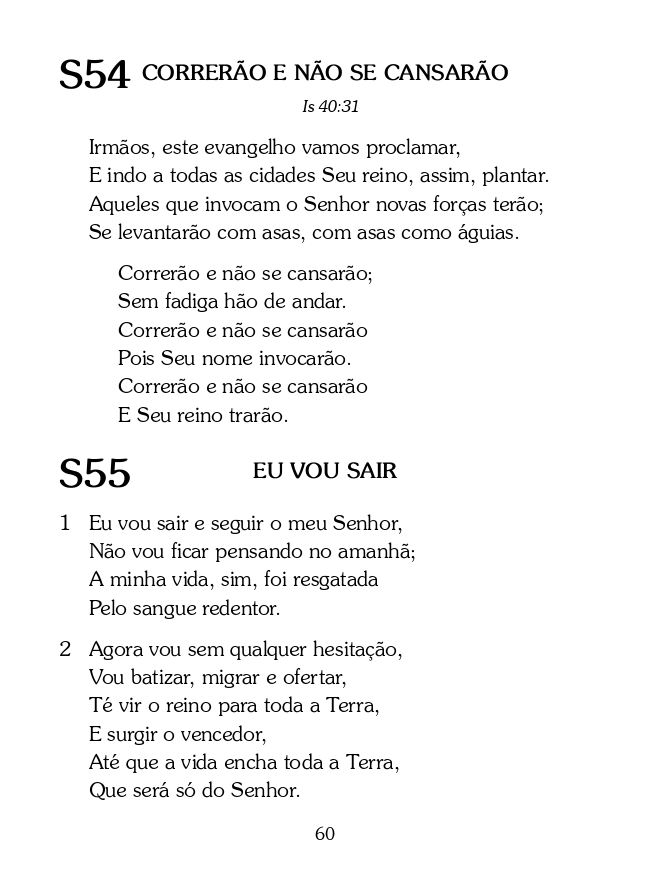 S54 CORRERÃO E NÃO SE CANSARÃO
Is 40:31
Irmãos, este evangelho vamos proclamar,
E indo a todas as cidades Seu reino, assim, plantar.
Aqueles que invocam o Senhor novas forças terão;
Se levantarão com asas, com asas como águias.
Correrão e não se cansarão;
Sem fadiga hão de andar.
Correrão e não se cansarão
Pois Seu nome invocarão.
Correrão e não se cansarão
E Seu reino trarão.
S55 EU VOU SAIR
1 Eu vou sair e seguir o meu Senhor,
Não vou ficar pensando no amanhã;
A minha vida, sim, foi resgatada
Pelo sangue redentor.
2 Agora vou sem qualquer hesitação,
Vou batizar, migrar e ofertar,
Té vir o reino para toda a Terra,
E surgir o vencedor,
Até que a vida encha toda a Terra,
Que será só do Senhor.
60